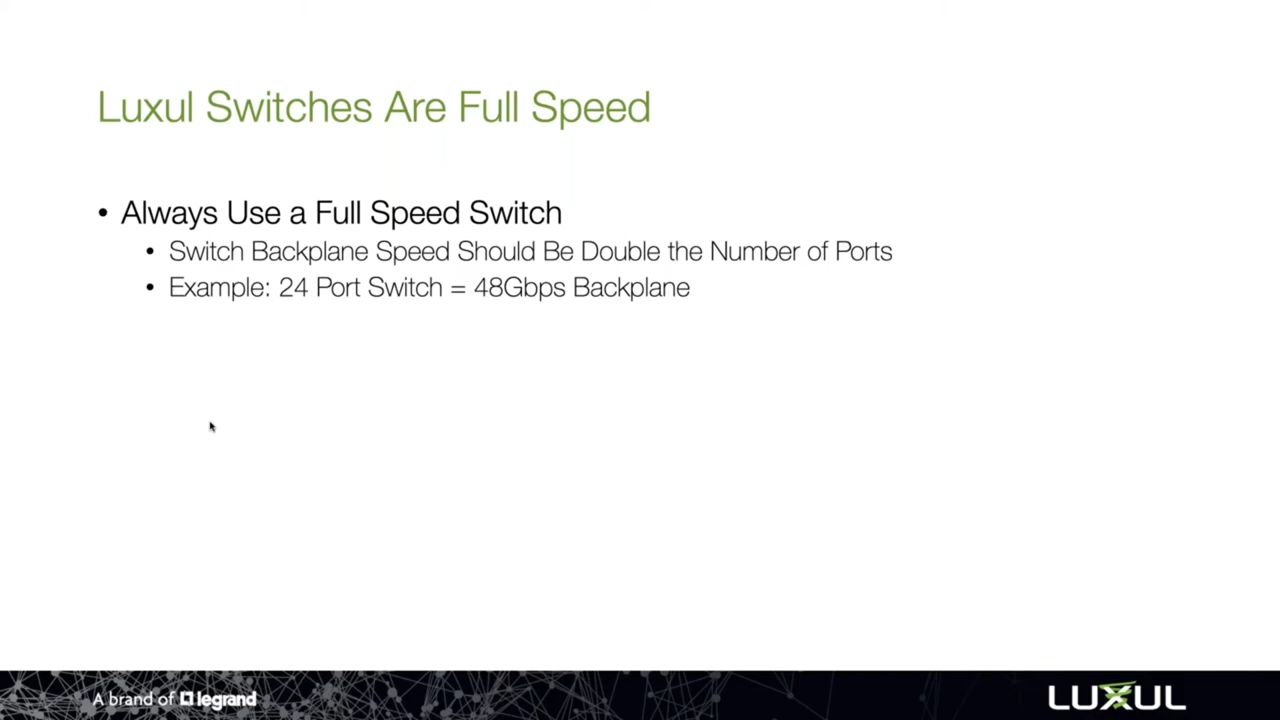 Luxul Switches Are Full Speed
• Always Use a Full Speed Switch
• Switch Backplane Speed Should Be Double the Number of Ports
• Example: 24 Port Switch = 48Gbps Backplane
A brand of legrand
LUXUL